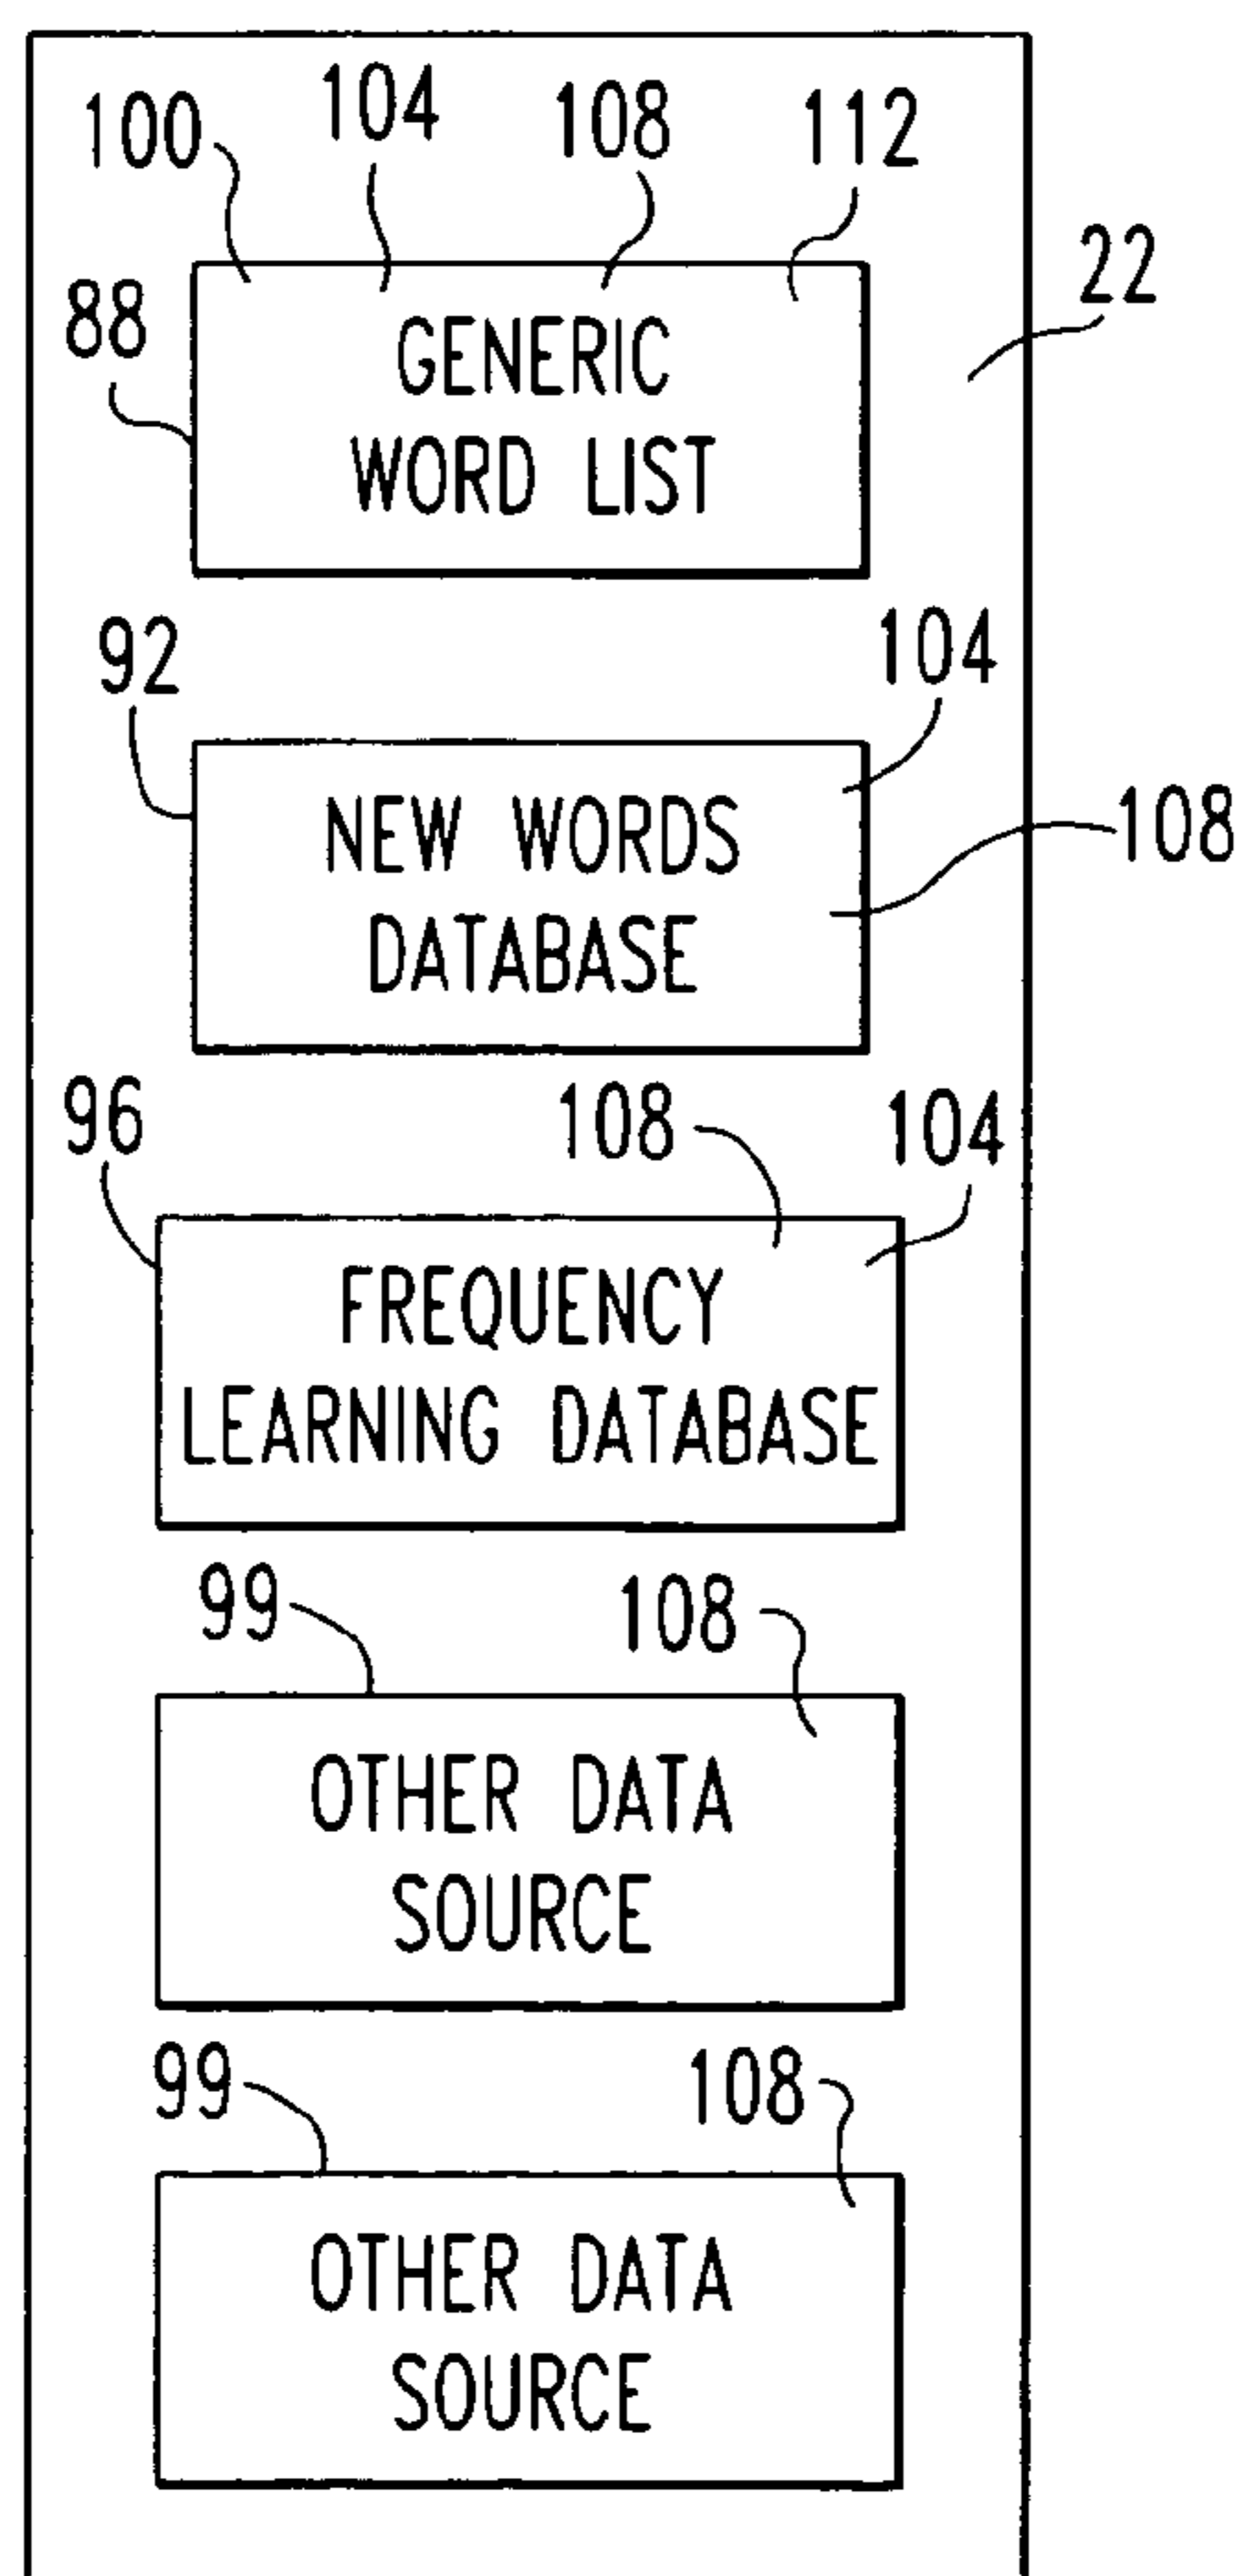 100 104 108 112
22
88
GENERIC
WORD LIST
92 104
NEW WORDS
108
DATABASE
96 108 104
FREQUENCY
LEARNING DATABASE
99 108
OTHER DATA
SOURCE
99 108
OTHER DATA
SOURCE